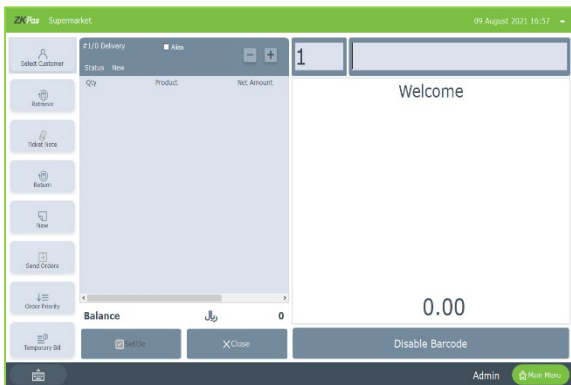 ZKPos Supermarket
09 August 2021 16:57
Select Customer
Retrieve
Ticket Note
Return
New
Send Orders
Order Priority
Temporary Bill
#1/0 Delivery
Alias
- +
Status New
Qty Product Net Amount
Balance ریال 0
Settle
Close
1
Welcome
0.00
Disable Barcode
Admin
Main Menu